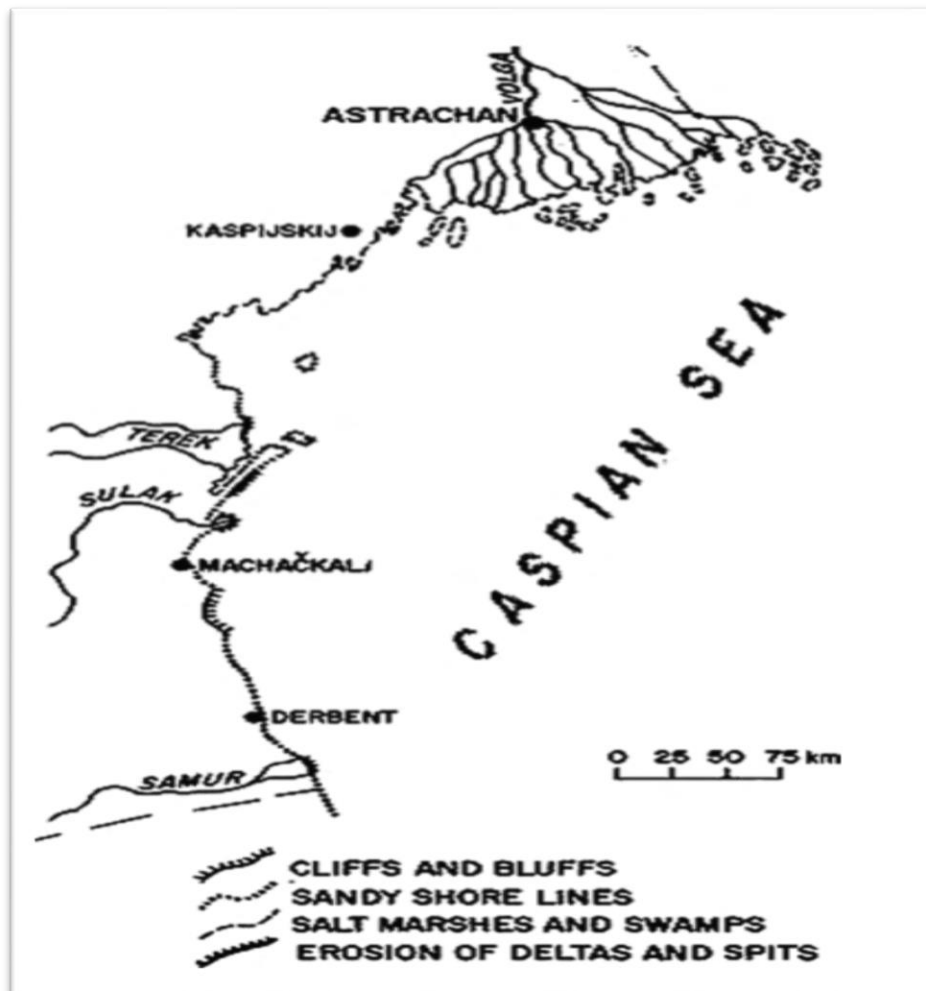 VOLGA
ASTRACHAN
KASPIJSKIJ
CASPIAN SEA
TEREK
SULAK
MACHAČKALJ
DERBENT
0 25 50 75 km
SAMUR
CLIFFS AND BLUFFS
SANDY SHORE LINES
SALT MARSHES AND SWAMPS
EROSION OF DELTAS AND SPITS